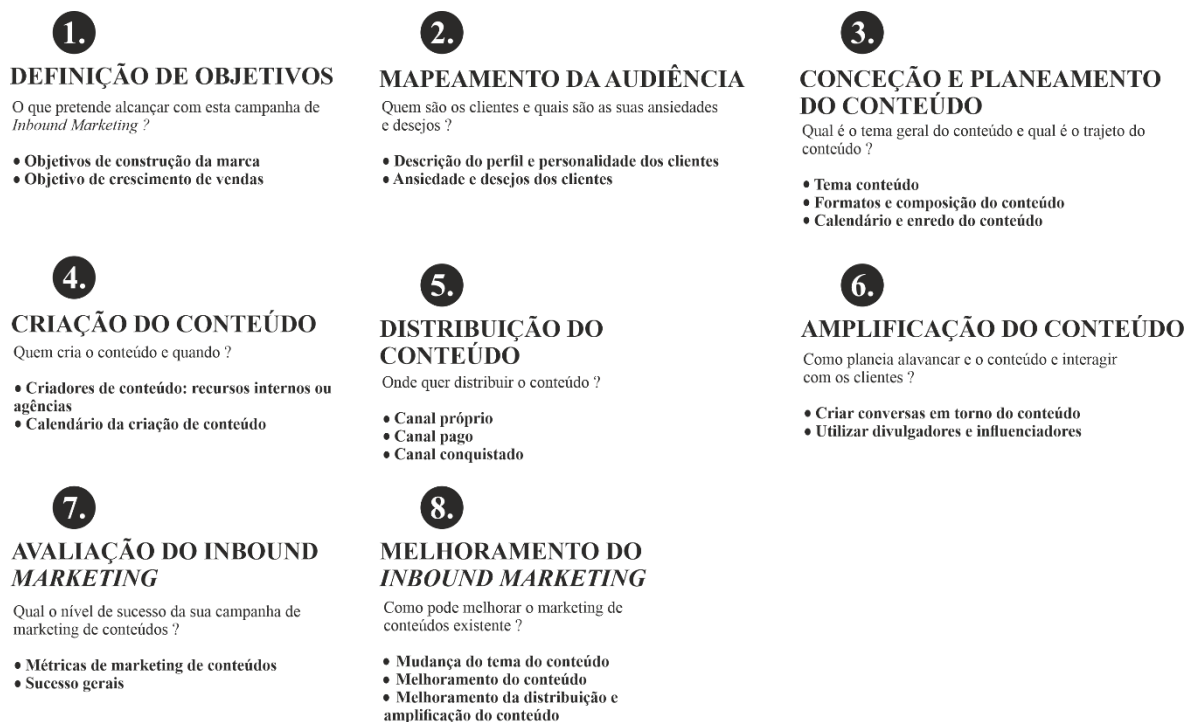 1.
DEFINIÇÃO DE OBJETIVOS
O que pretende alcançar com esta campanha de
Inbound Marketing ?
• Objetivos de construção da marca
• Objetivo de crescimento de vendas
2.
MAPEAMENTO DA AUDIÊNCIA
Quem são os clientes e quais são as suas ansiedades
e desejos ?
• Descrição do perfil e personalidade dos clientes
• Ansiedade e desejos dos clientes
3.
CONCEÇÃO E PLANEAMENTO
DO CONTEÚDO
Qual é o tema geral do conteúdo e qual é o trajeto do
conteúdo ?
• Tema conteúdo
• Formatos e composição do conteúdo
• Calendário e enredo do conteúdo
4.
CRIAÇÃO DO CONTEÚDO
Quem cria o conteúdo e quando ?
• Criadores de conteúdo: recursos internos ou
agências
• Calendário da criação de conteúdo
5.
DISTRIBUIÇÃO DO
CONTEÚDO
Onde quer distribuir o conteúdo ?
• Canal próprio
• Canal pago
• Canal conquistado
6.
AMPLIFICAÇÃO DO CONTEÚDO
Como planeia alavancar e o conteúdo e interagir
com os clientes ?
• Criar conversas em torno do conteúdo
• Utilizar divulgadores e influenciadores
7.
AVALIAÇÃO DO INBOUND
MARKETING
Qual o nível de sucesso da sua campanha de
marketing de conteúdos ?
• Métricas de marketing de conteúdos
• Sucesso gerais
8.
MELHORAMENTO DO
INBOUND MARKETING
Como pode melhorar o marketing de
conteúdos existente ?
• Mudança do tema do conteúdo
• Melhoramento do conteúdo
• Melhoramento da distribuição e
amplificação do conteúdo